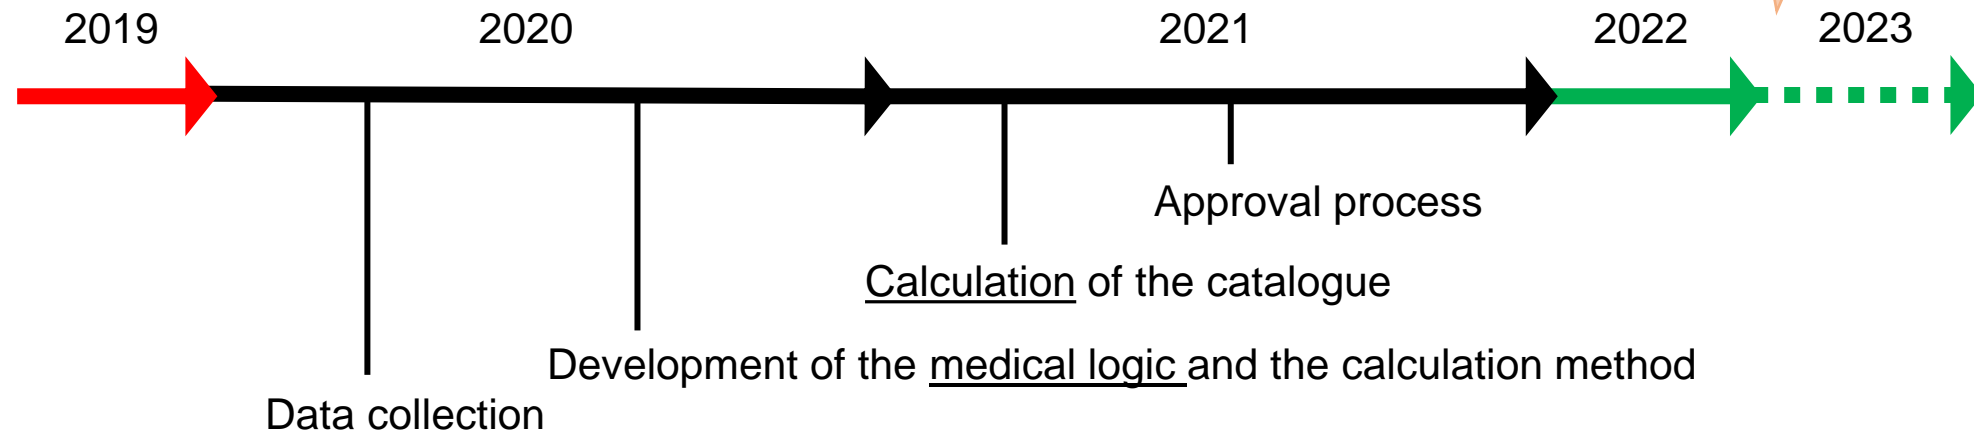 2019 2020 2021 2022 2023
Approval process
Calculation of the catalogue
Development of the medical logic and the calculation method
Data collection